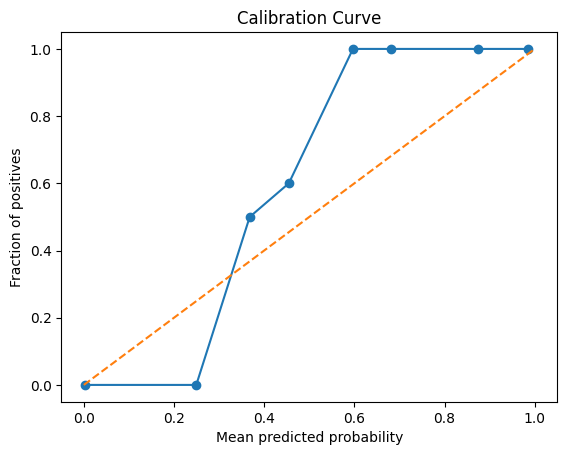 Calibration Curve
1.0
0.8
0.6
0.4
0.2
0.0
Fraction of positives
0.0 0.2 0.4 0.6 0.8 1.0
Mean predicted probability